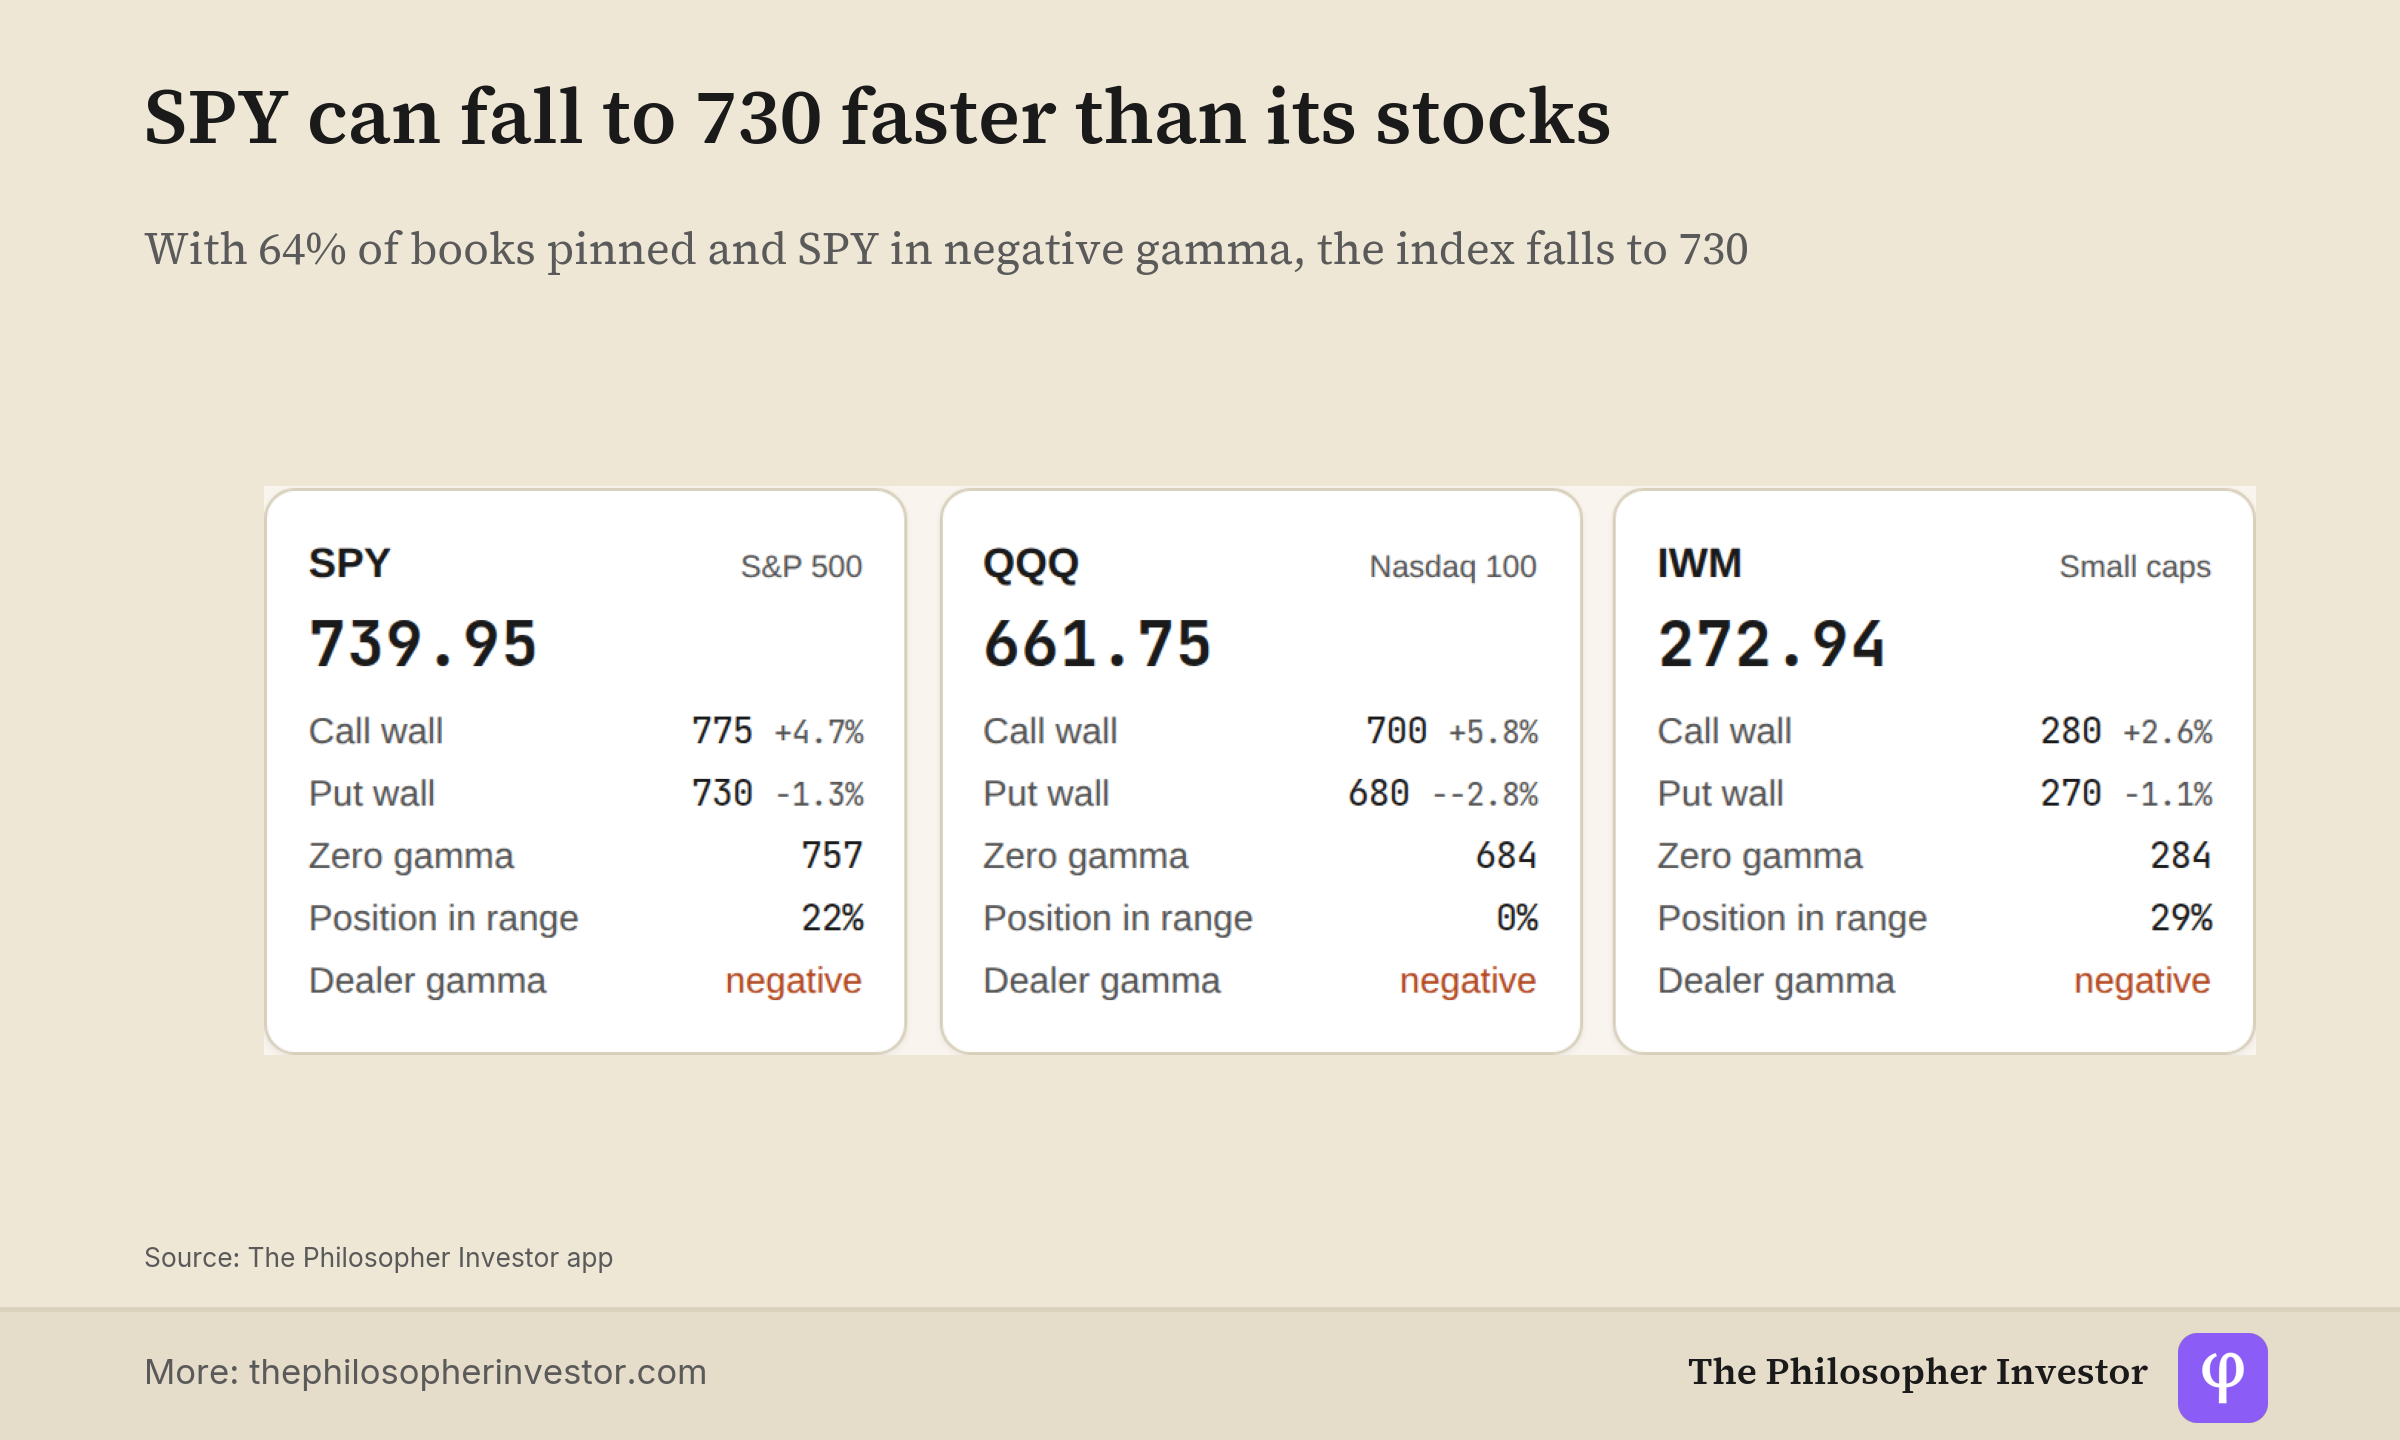 SPY can fall to 730 faster than its stocks
With 64% of books pinned and SPY in negative gamma, the index falls to 730
SPY S&P 500
739.95
Call wall 775 +4.7%
Put wall 730 -1.3%
Zero gamma 757
Position in range 22%
Dealer gamma negative
QQQ Nasdaq 100
661.75
Call wall 700 +5.8%
Put wall 680 --2.8%
Zero gamma 684
Position in range 0%
Dealer gamma negative
IWM Small caps
272.94
Call wall 280 +2.6%
Put wall 270 -1.1%
Zero gamma 284
Position in range 29%
Dealer gamma negative
Source: The Philosopher Investor app
More: thephilosopherinvestor.com
The Philosopher Investor φ